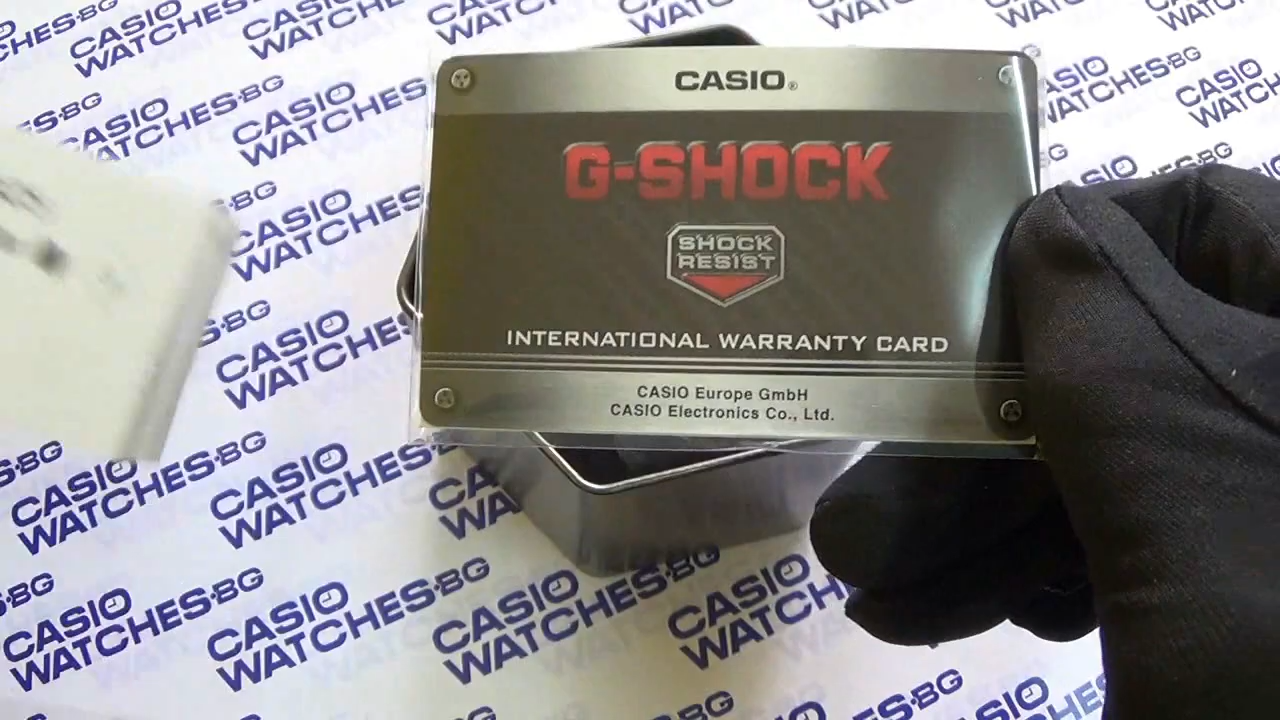 CASIO®
G-SHOCK
SHOCK
RESIST
INTERNATIONAL WARRANTY CARD
CASIO Europe GmbH
CASIO Electronics Co., Ltd.
CASIO
WATCHES-BG